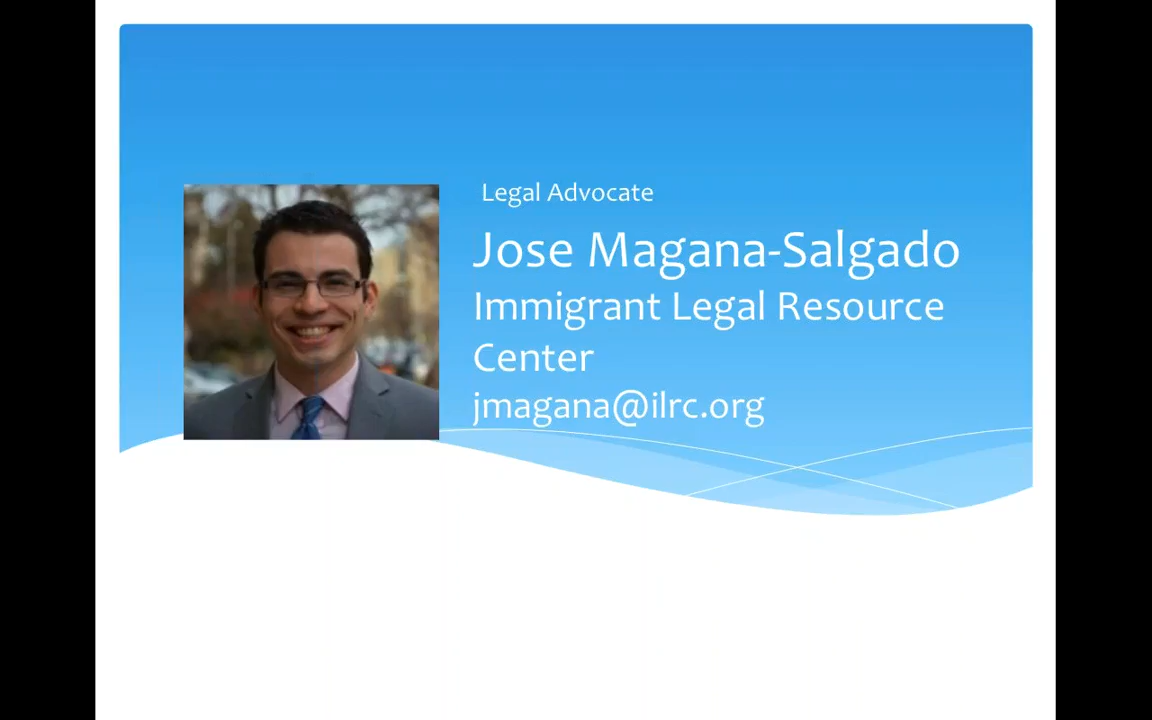 Legal Advocate
Jose Magana-Salgado
Immigrant Legal Resource
Center
jmagana@ilrc.org